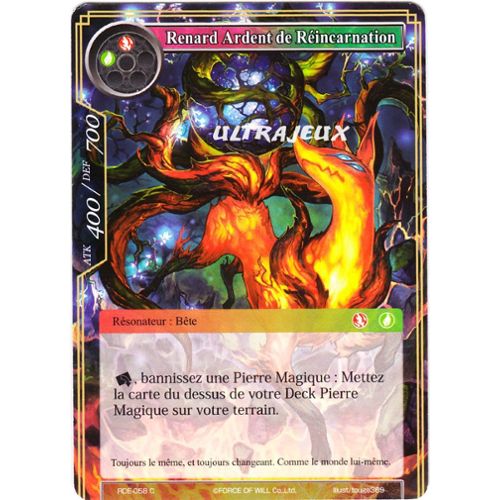 Renard Ardent de Réincarnation
ULTRAJEUX
ATK 400 / DEF 700
Résonateur : Bête
, bannissez une Pierre Magique : Mettez
la carte du dessus de votre Deck Pierre
Magique sur votre terrain.
Toujours le même, et toujours changeant. Comme le monde lui-même.
RDE-058 C ©FORCE OF WILL Co.,Ltd. Illust:touze369